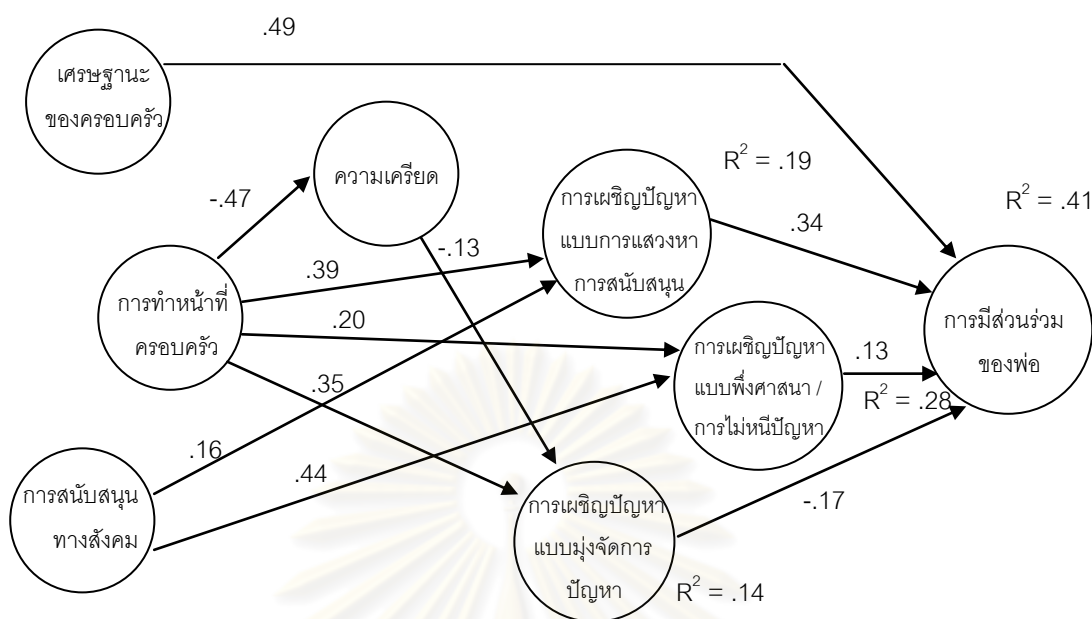 .49
เศรษฐานะ
ของครอบครัว
ความเครียด
R² = .19
R² = .41
-.47
การเผชิญปัญหา
แบบการแสวงหา
การสนับสนุน
.34
-.13
.39
การทำหน้าที่
ครอบครัว
การมีส่วนร่วม
ของพ่อ
.20
การเผชิญปัญหา
แบบพึ่งศาสนา /
การไม่หนีปัญหา
.13
R² = .28
.35
.16
.44
การสนับสนุน
ทางสังคม
การเผชิญปัญหา
แบบมุ่งจัดการ
ปัญหา
-.17
R² = .14